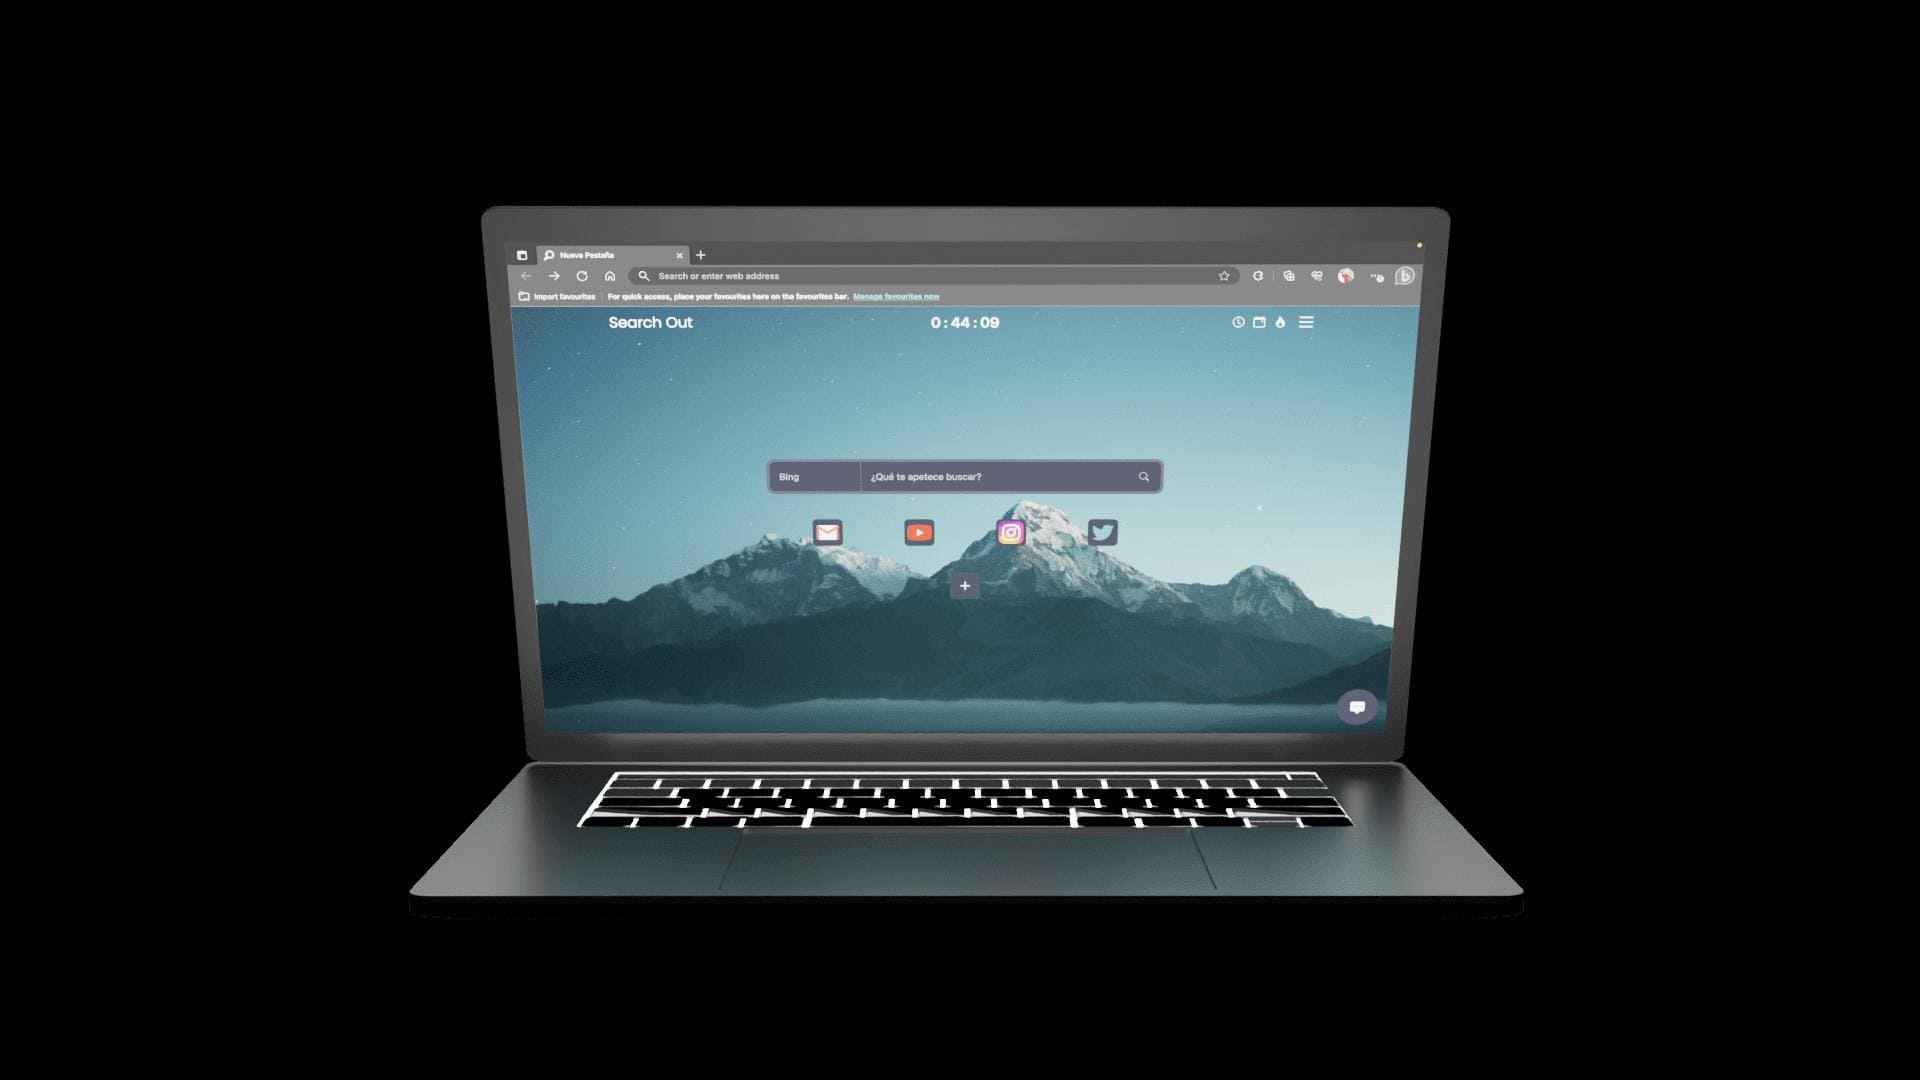 Nueva Pestaña
Search or enter web address
Import favourites
For quick access, place your favourites here on the favourites bar. Manage favourites now
Search Out
0 : 44 : 09
Bing
¿Qué te apetece buscar?